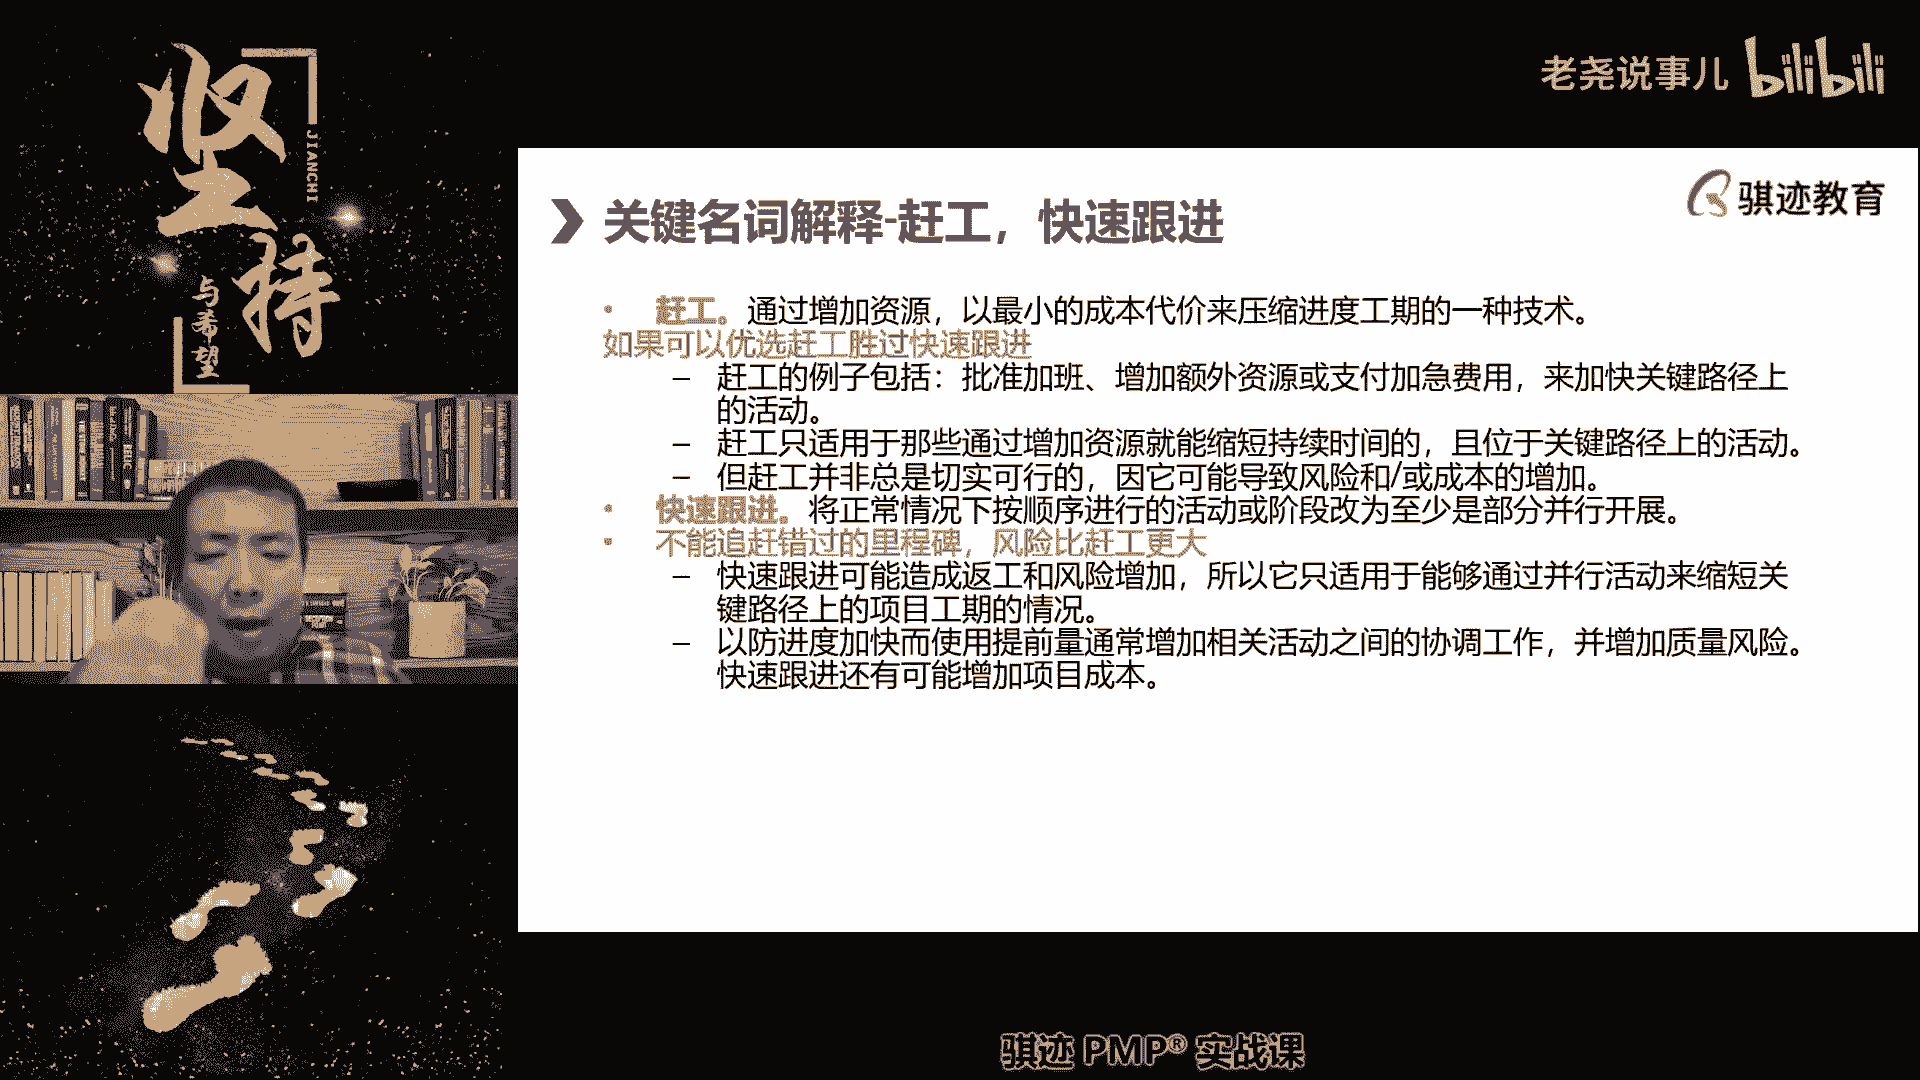 坚持
JIANCHI
与希望
老尧说事儿 bilibili
骐迹教育
关键名词解释-赶工，快速跟进
• 赶工。通过增加资源，以最小的成本代价来压缩进度工期的一种技术。
如果可以优选赶工胜过快速跟进
– 赶工的例子包括：批准加班、增加额外资源或支付加急费用，来加快关键路径上
的活动。
– 赶工只适用于那些通过增加资源就能缩短持续时间的，且位于关键路径上的活动。
– 但赶工并非总是切实可行的，因它可能导致风险和/或成本的增加。
• 快速跟进。将正常情况下按顺序进行的活动或阶段改为至少是部分并行开展。
• 不能追赶错过的里程碑，风险比赶工更大
– 快速跟进可能造成返工和风险增加，所以它只适用于能够通过并行活动来缩短关
键路径上的项目工期的情况。
– 以防进度加快而使用提前量通常增加相关活动之间的协调工作，并增加质量风险。
快速跟进还有可能增加项目成本。
骐迹 PMP® 实战课